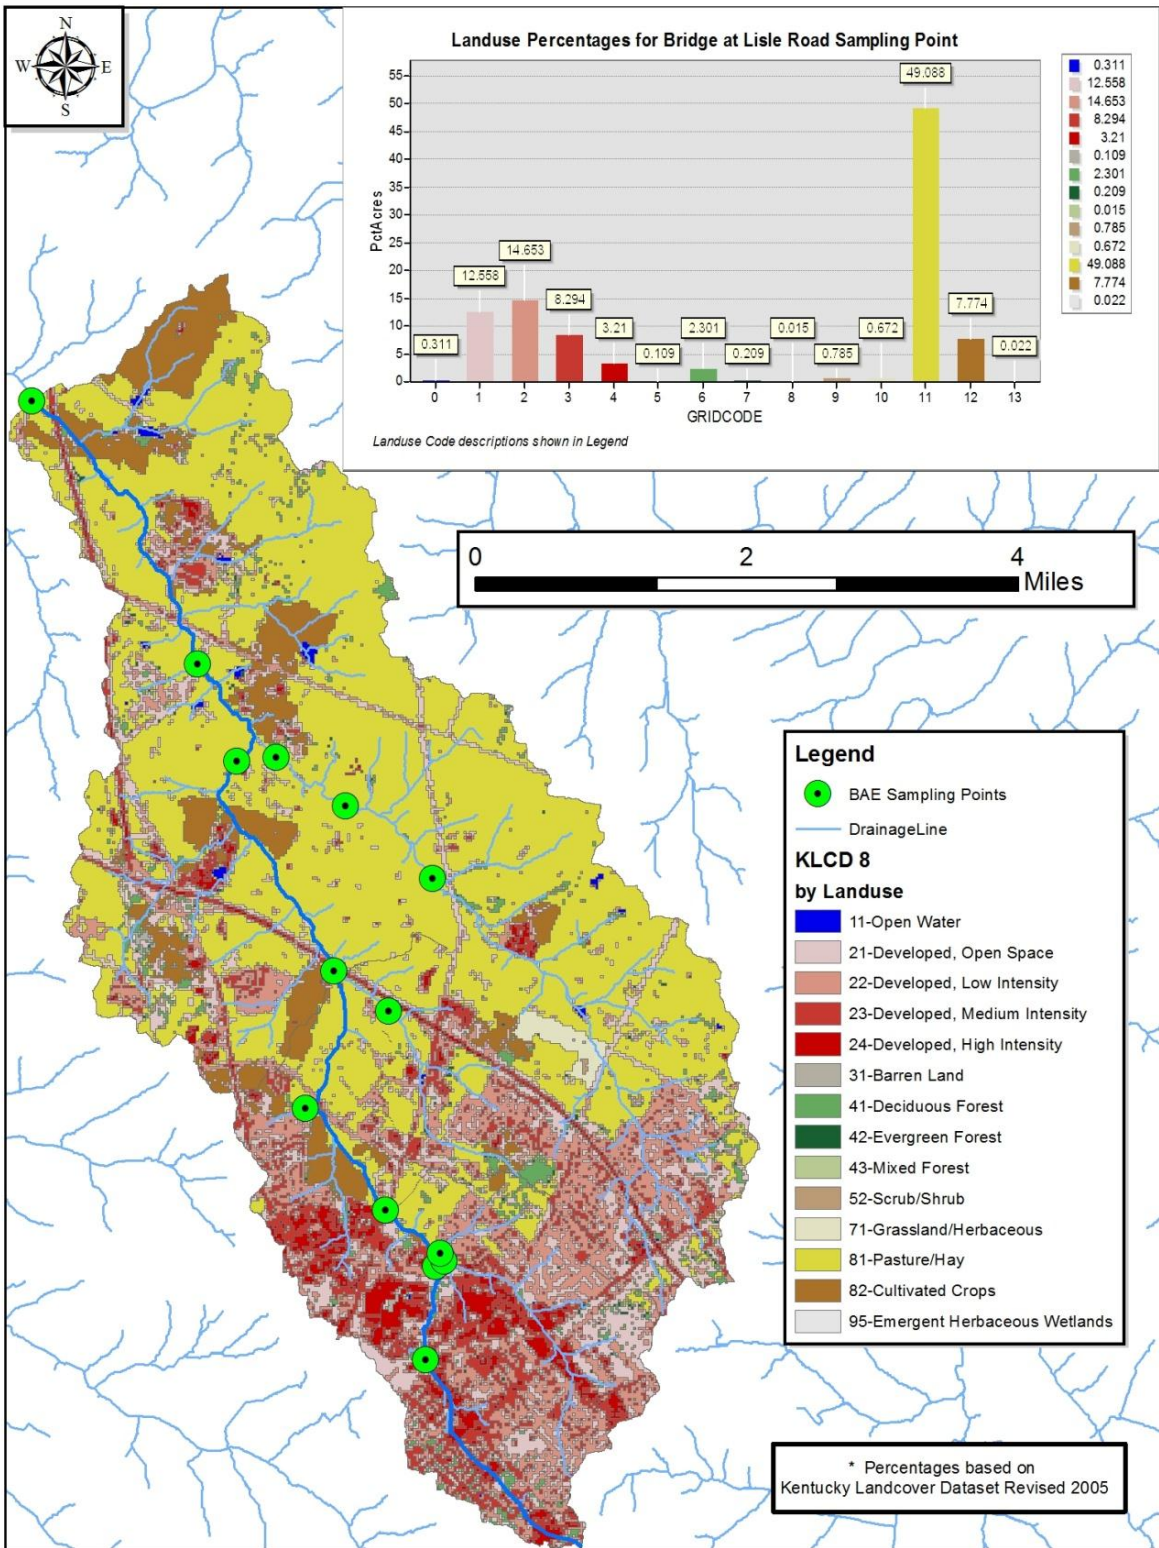 N
W E
S
Landuse Percentages for Bridge at Lisle Road Sampling Point
PctAcres
55
50
45
40
35
30
25
20
15
10
5
0
0.311
12.558
14.653
8.294
3.21
0.109
2.301
0.209
0.015
0.785
0.672
49.088
7.774
0.022
0 1 2 3 4 5 6 7 8 9 10 11 12 13
GRIDCODE
Landuse Code descriptions shown in Legend
0.311
12.558
14.653
8.294
3.21
0.109
2.301
0.209
0.015
0.785
0.672
49.088
7.774
0.022
0 2 4
Miles
Legend
BAE Sampling Points
DrainageLine
KLCD 8
by Landuse
11-Open Water
21-Developed, Open Space
22-Developed, Low Intensity
23-Developed, Medium Intensity
24-Developed, High Intensity
31-Barren Land
41-Deciduous Forest
42-Evergreen Forest
43-Mixed Forest
52-Scrub/Shrub
71-Grassland/Herbaceous
81-Pasture/Hay
82-Cultivated Crops
95-Emergent Herbaceous Wetlands
* Percentages based on
Kentucky Landcover Dataset Revised 2005